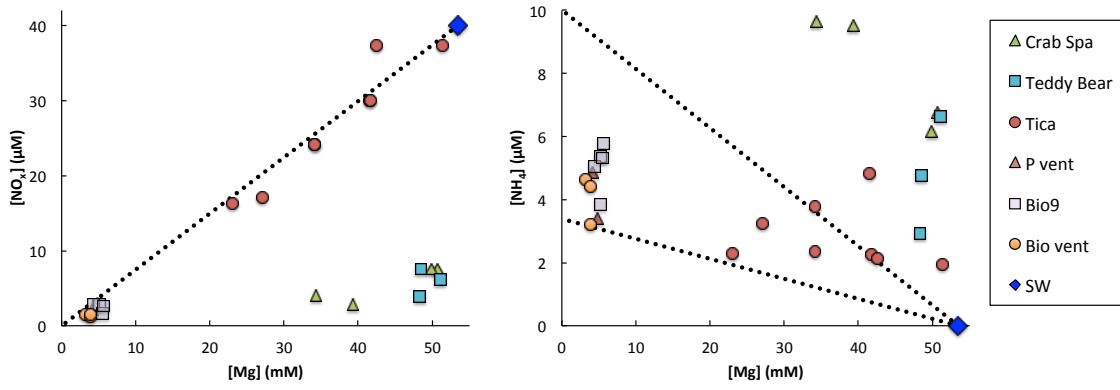 40
30
20
10
0
[NOx] (µM)
0 10 20 30 40 50
[Mg] (mM)
10
8
6
4
2
0
[NH4] (µM)
0 10 20 30 40 50
[Mg] (mM)
Crab Spa
Teddy Bear
Tica
P vent
Bio9
Bio vent
SW